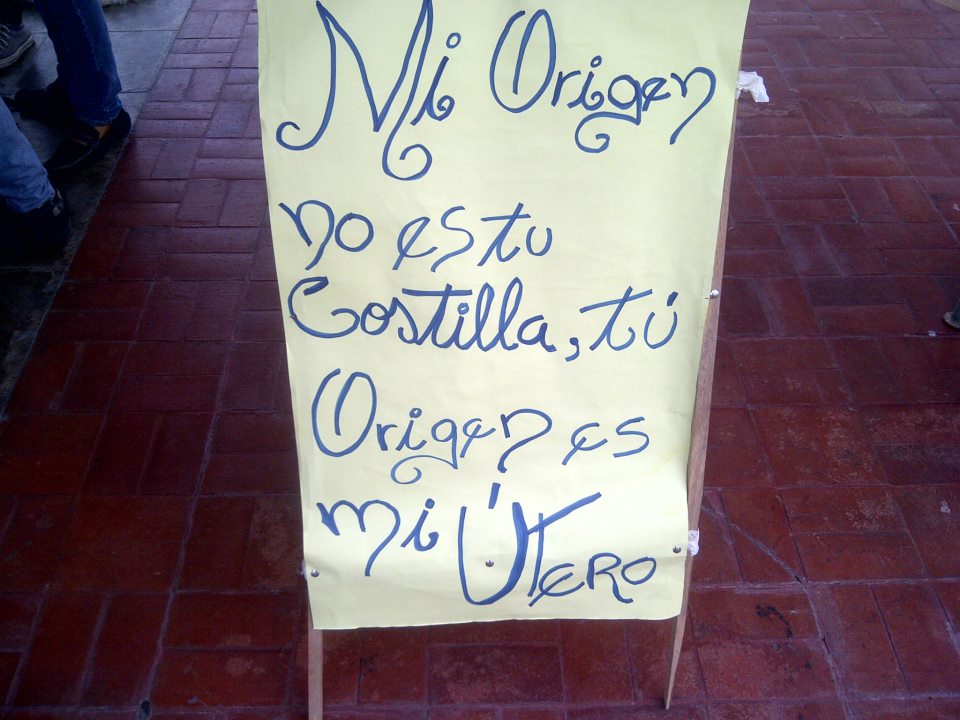 Mi Origen
no es tu
Costilla, tú
Origen es
mi ÚTERO